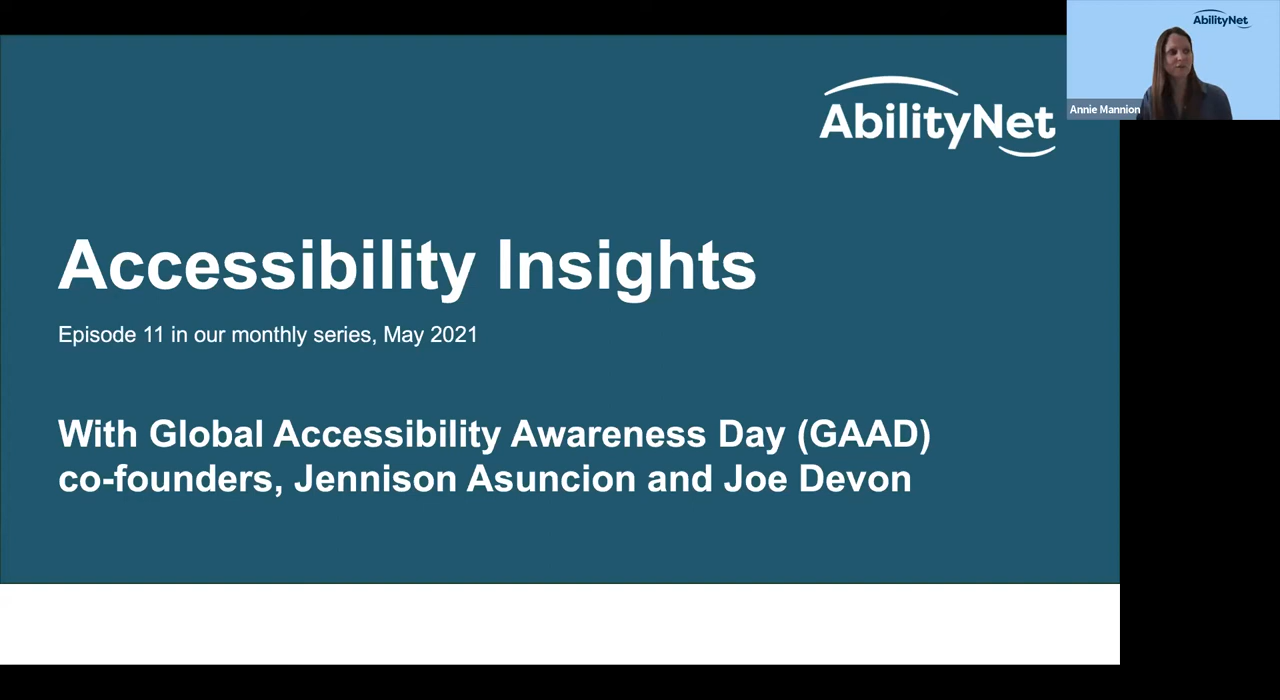 AbilityNet
Annie Mannion
AbilityNet
Accessibility Insights
Episode 11 in our monthly series, May 2021
With Global Accessibility Awareness Day (GAAD)
co-founders, Jennison Asuncion and Joe Devon